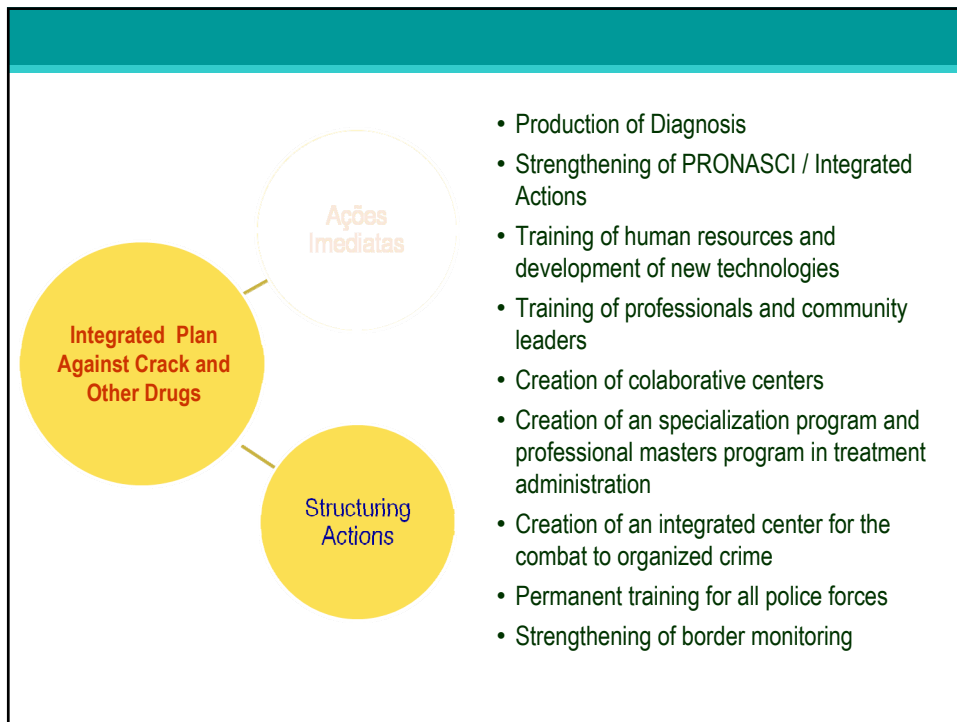 Ações
Imediatas
Integrated Plan
Against Crack and
Other Drugs
Structuring
Actions
• Production of Diagnosis
• Strengthening of PRONASCI / Integrated
Actions
• Training of human resources and
development of new technologies
• Training of professionals and community
leaders
• Creation of colaborative centers
• Creation of an specialization program and
professional masters program in treatment
administration
• Creation of an integrated center for the
combat to organized crime
• Permanent training for all police forces
• Strengthening of border monitoring